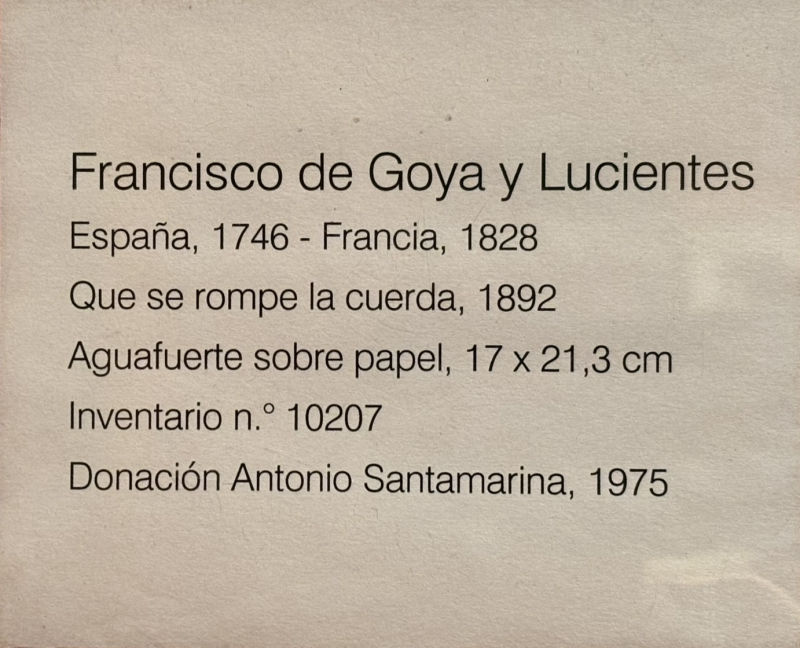 Francisco de Goya y Lucientes
España, 1746 - Francia, 1828
Que se rompe la cuerda, 1892
Aguafuerte sobre papel, 17 x 21,3 cm
Inventario n.° 10207
Donación Antonio Santamarina, 1975